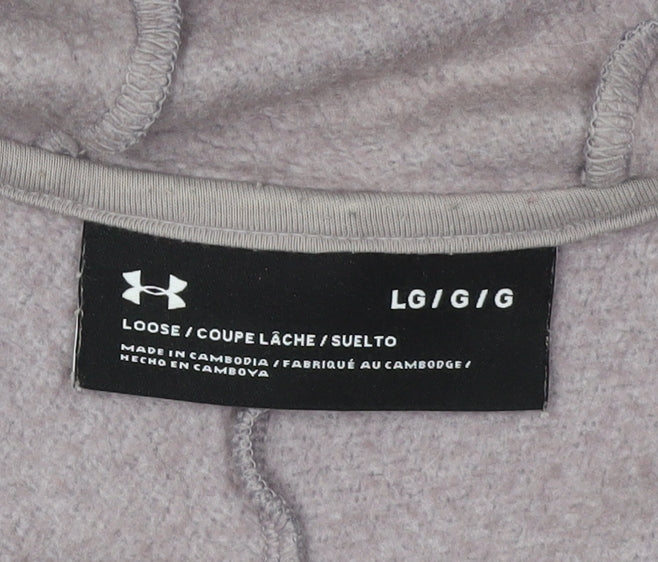 LG / G / G
LOOSE / COUPE LÂCHE / SUELTO
MADE IN CAMBODIA / FABRIQUÉ AU CAMBODGE /
HECHO EN CAMBOYA